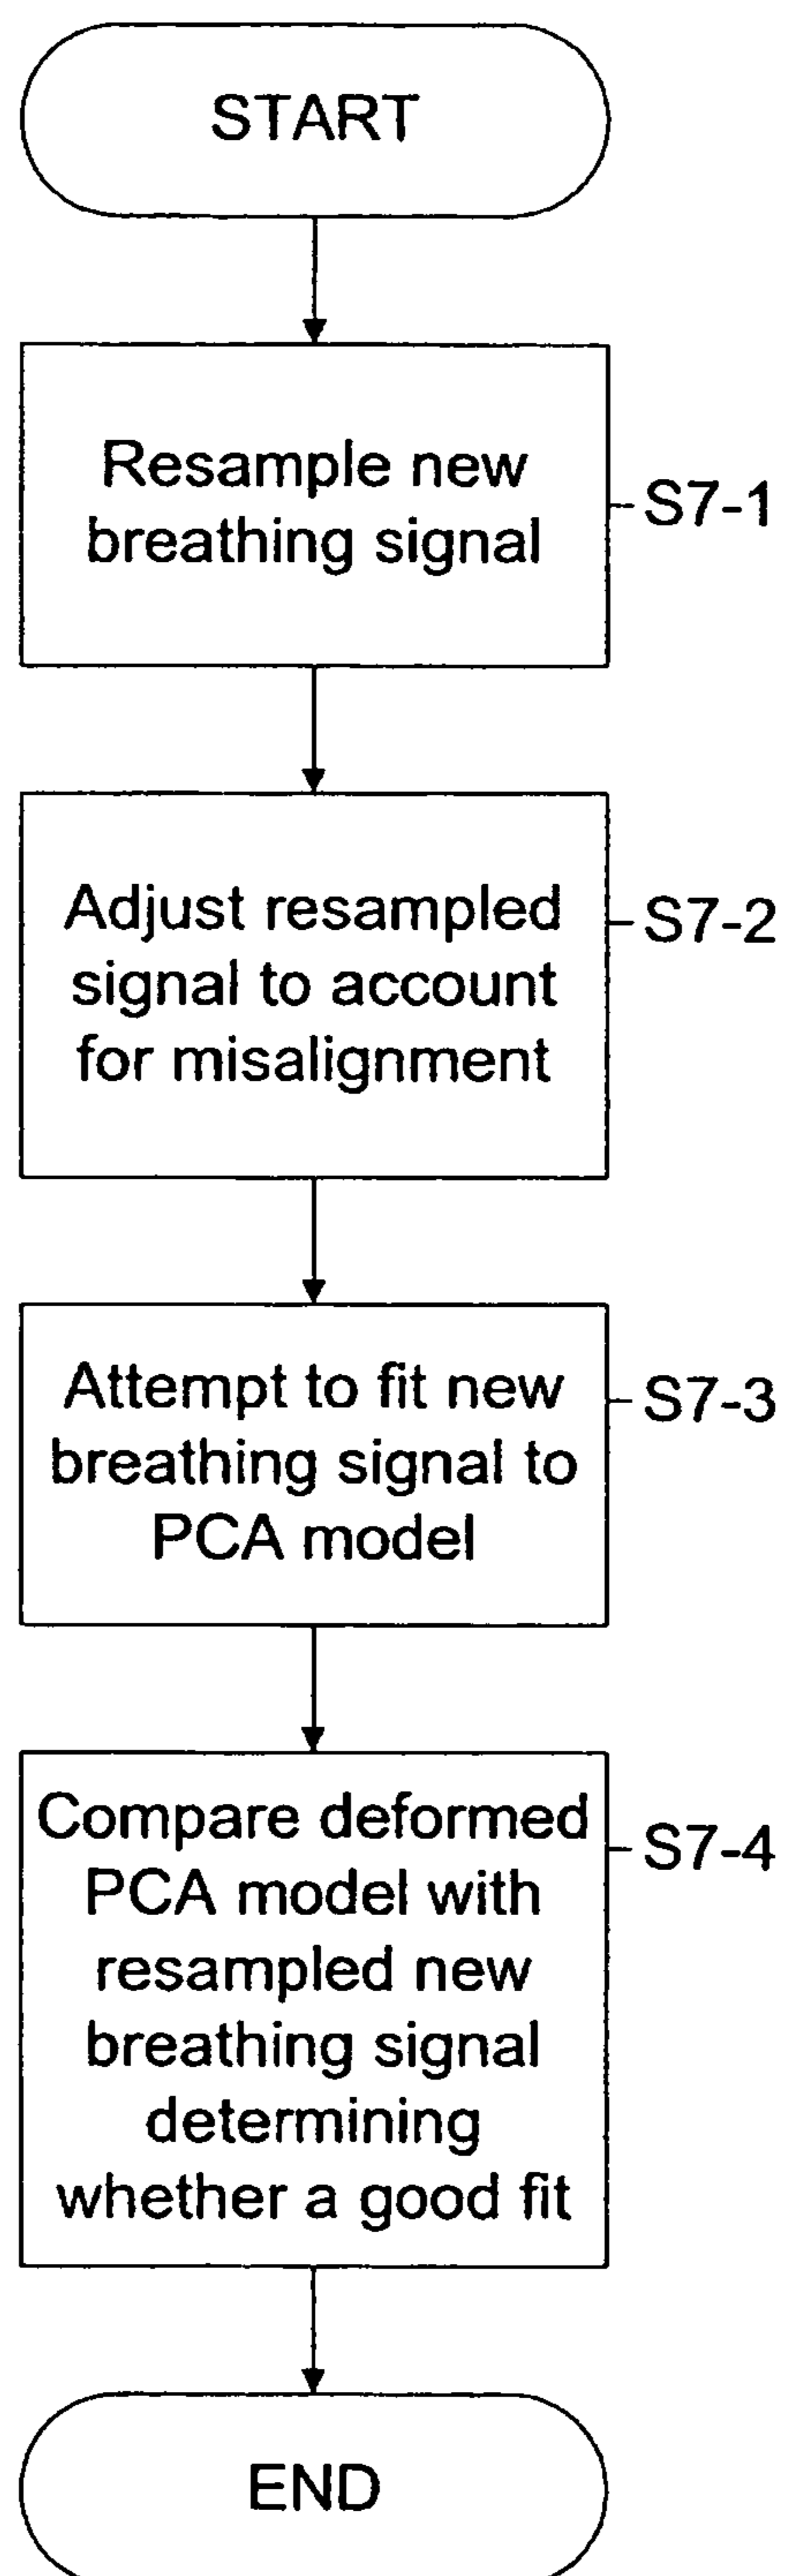 START
Resample new
breathing signal
S7-1
Adjust resampled
signal to account
for misalignment
S7-2
Attempt to fit new
breathing signal to
PCA model
S7-3
Compare deformed
PCA model with
resampled new
breathing signal
determining
whether a good fit
S7-4
END